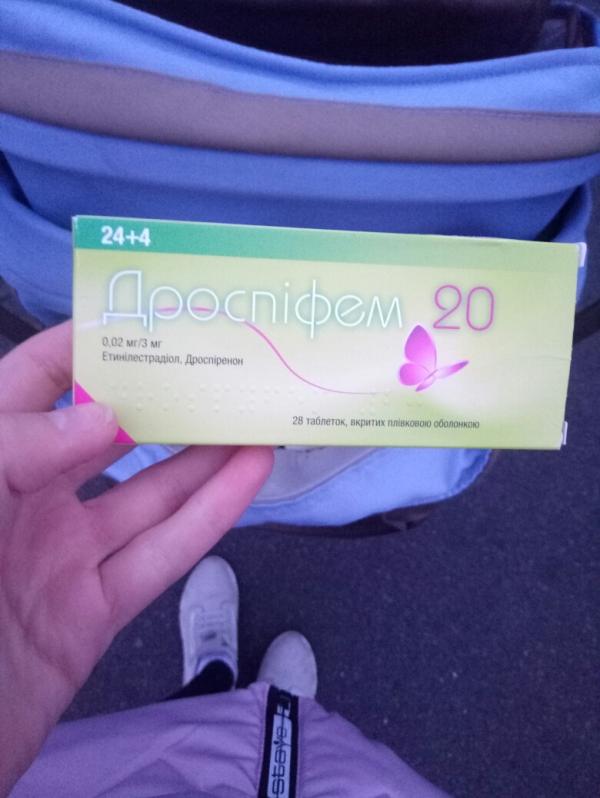 24+4
Дроспіфем 20
0,02 мг/3 мг
Етинілестрадіол, Дроспіренон
28 таблеток, вкритих плівковою оболонкою